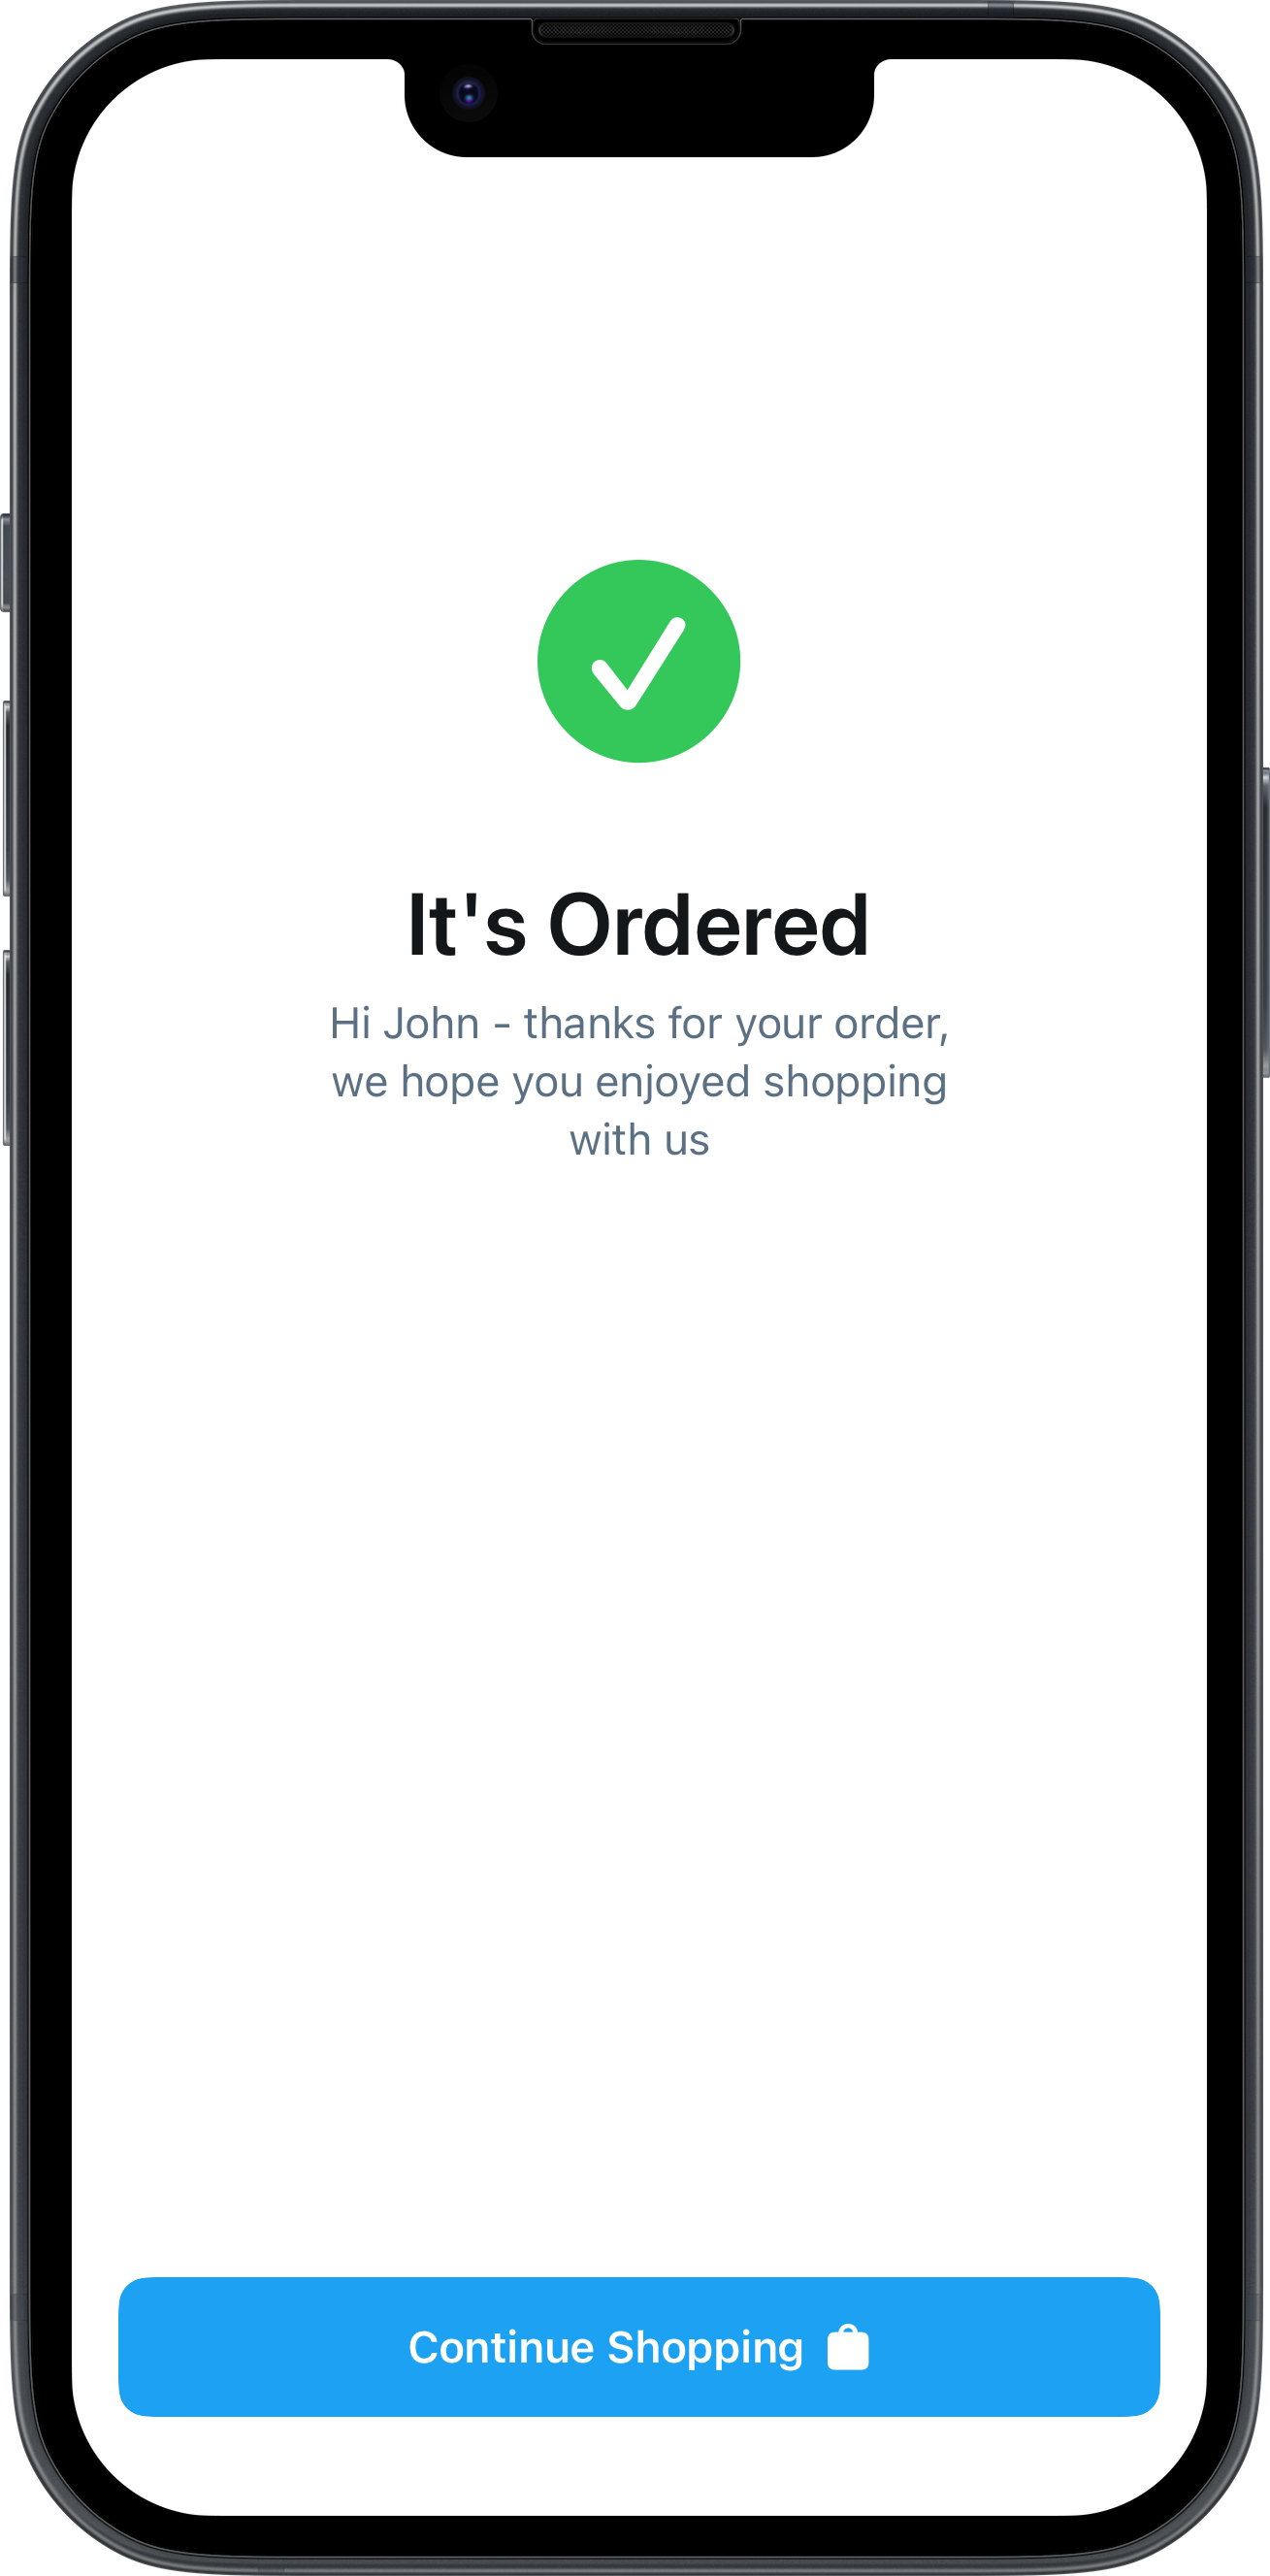 It's Ordered
Hi John - thanks for your order,
we hope you enjoyed shopping
with us
Continue Shopping